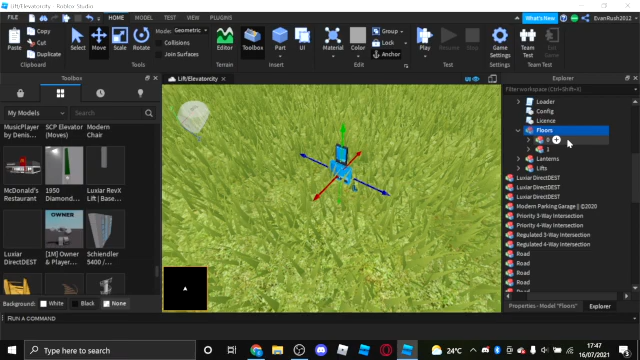 Lift/Elevatorcity - Roblox Studio
FILE HOME MODEL TEST VIEW PLUGINS What's New EvanRush2012
Paste Copy Cut Duplicate
Select Move Scale Rotate
Mode: Geometric Collisions Join Surfaces
Editor Toolbox Part UI
Material Color Group Lock Anchor
Play Resume Stop
Game Settings Team Test Exit Game
Clipboard Tools Terrain Insert Edit Test Settings Team Test
Toolbox
My Models
MusicPlayer by Denis... SCP Elevator (Moves) Modern Chair
McDonald's Restaurant 1950 Diamond... Luxiar RevX Lift | Base...
OWNER
Luxiar DirectDEST [1M] Owner & Player... Schiendler 5400 /...
Background: White Black None
RUN A COMMAND
Lift/Elevatorcity
Explorer
Filter workspace (Ctrl+Shift+X)
Loader
Config
Licence
Floors
0
1
Lanterns
Lifts
Luxiar DirectDEST
Luxiar DirectDEST
Luxiar DirectDEST
Modern Parking Garage || ©2020
Priority 3-Way Intersection
Priority 4-Way Intersection
Regulated 3-Way Intersection
Regulated 4-Way Intersection
Road
Road
Road
Road
Road
Properties - Model "Floors" Explorer
Type here to search
24°C
17:47
16/07/2021